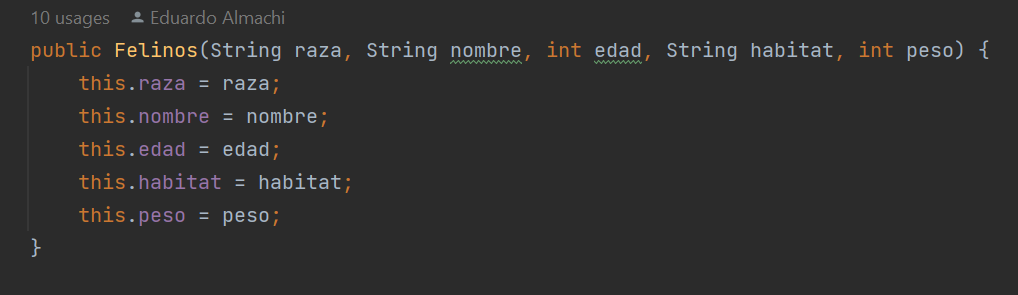 10 usages Eduardo Almachi
public Felinos(String raza, String nombre, int edad, String habitat, int peso) {
this.raza = raza;
this.nombre = nombre;
this.edad = edad;
this.habitat = habitat;
this.peso = peso;
}